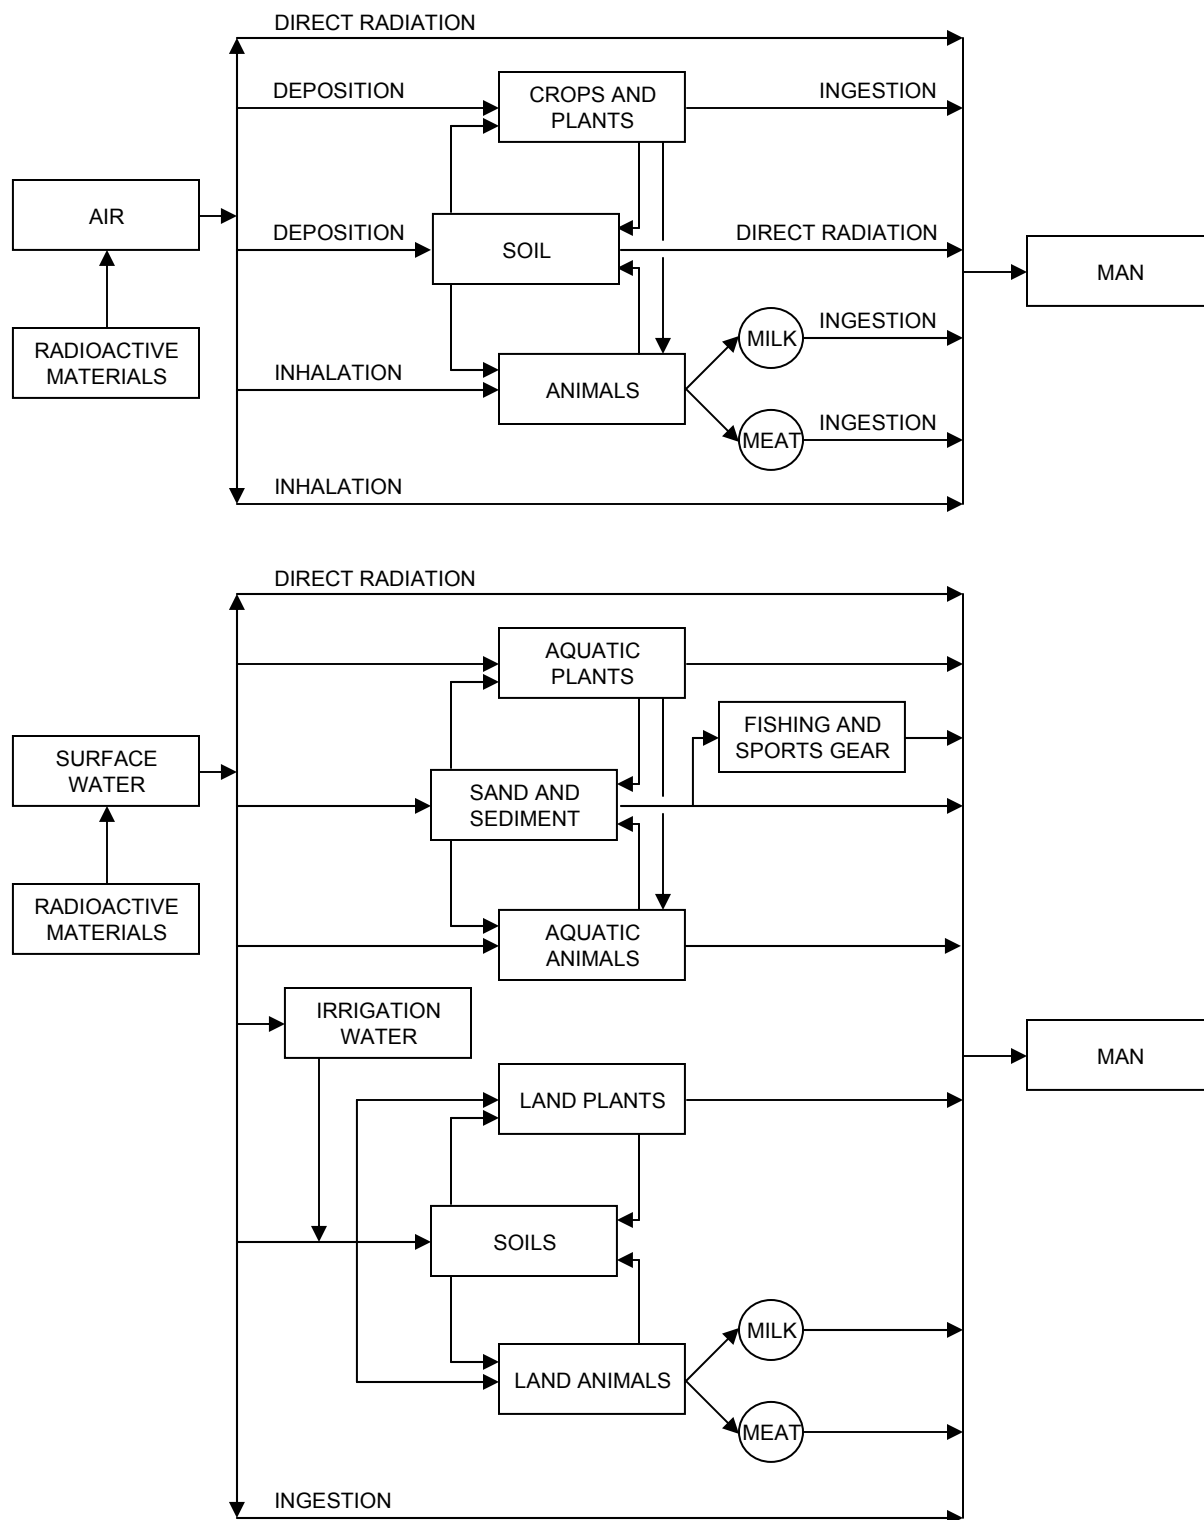 DIRECT RADIATION
DEPOSITION
CROPS AND
PLANTS
INGESTION
AIR
DEPOSITION
SOIL
DIRECT RADIATION
MAN
RADIOACTIVE
MATERIALS
MILK
INGESTION
INHALATION
ANIMALS
MEAT
INGESTION
INHALATION
DIRECT RADIATION
AQUATIC
PLANTS
FISHING AND
SPORTS GEAR
SURFACE
WATER
SAND AND
SEDIMENT
RADIOACTIVE
MATERIALS
AQUATIC
ANIMALS
IRRIGATION
WATER
MAN
LAND PLANTS
SOILS
MILK
LAND ANIMALS
MEAT
INGESTION